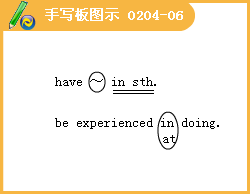 手写板图示 0204-06
have ~ in sth.
be experienced in doing.
at